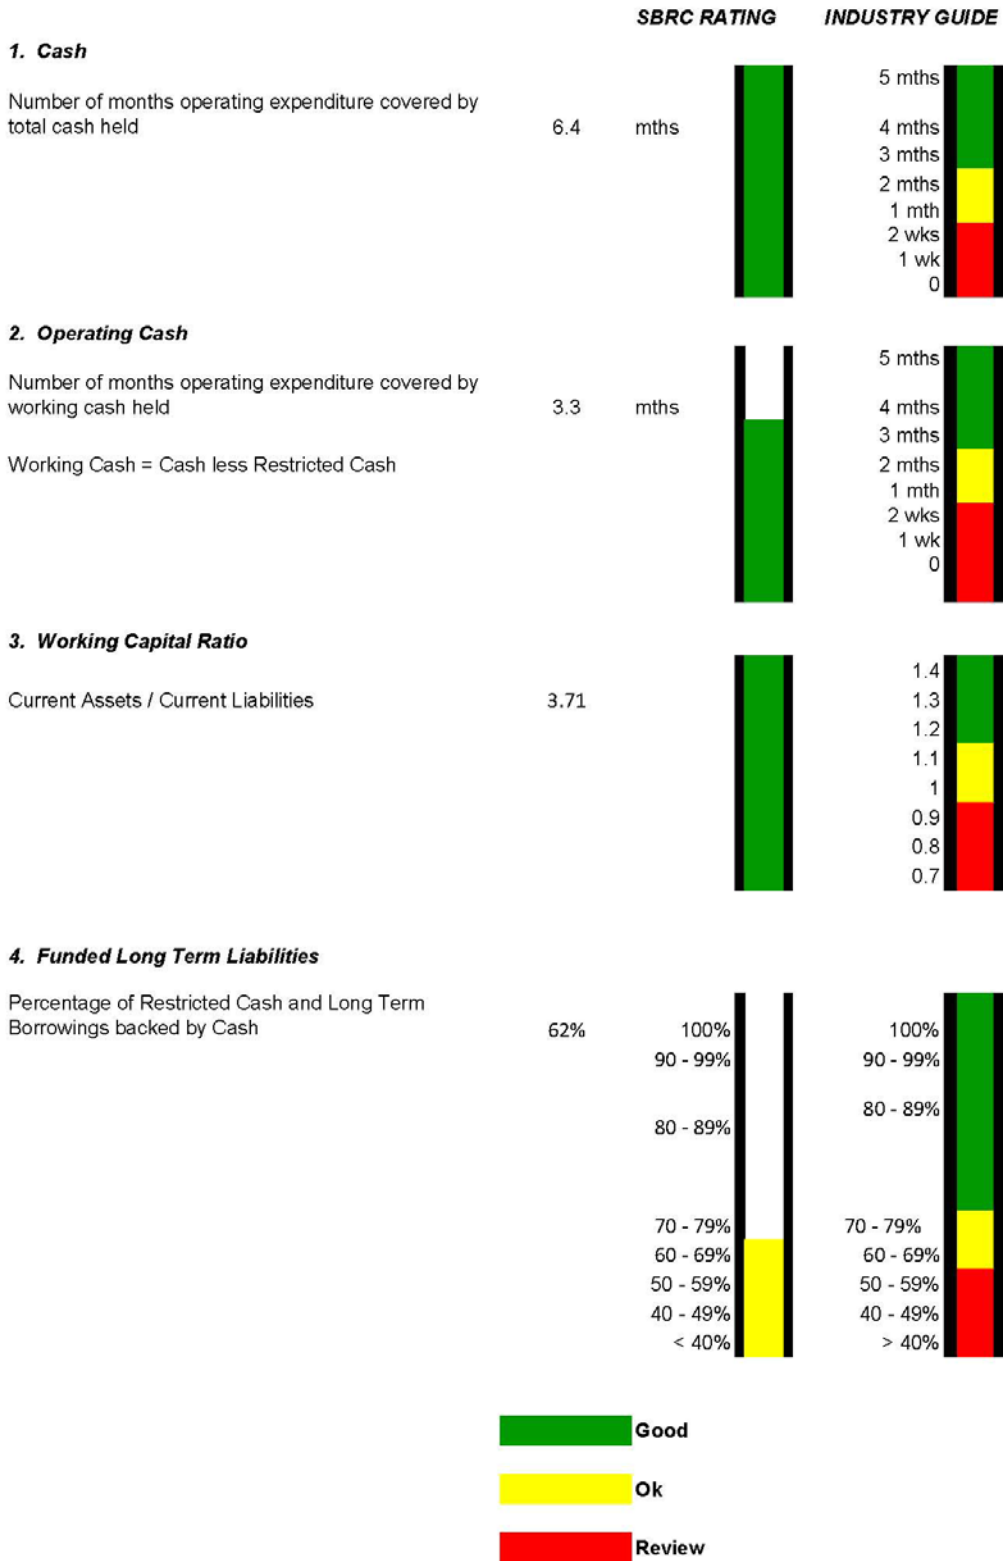 SBRC RATING INDUSTRY GUIDE
1. Cash
Number of months operating expenditure covered by
total cash held
6.4 mths
5 mths
4 mths
3 mths
2 mths
1 mth
2 wks
1 wk
0
2. Operating Cash
Number of months operating expenditure covered by
working cash held
3.3 mths
Working Cash = Cash less Restricted Cash
5 mths
4 mths
3 mths
2 mths
1 mth
2 wks
1 wk
0
3. Working Capital Ratio
Current Assets / Current Liabilities
3.71
1.4
1.3
1.2
1.1
1
0.9
0.8
0.7
4. Funded Long Term Liabilities
Percentage of Restricted Cash and Long Term
Borrowings backed by Cash
62%
100%
90 - 99%
80 - 89%
70 - 79%
60 - 69%
50 - 59%
40 - 49%
< 40%
100%
90 - 99%
80 - 89%
70 - 79%
60 - 69%
50 - 59%
40 - 49%
> 40%
Good
Ok
Review